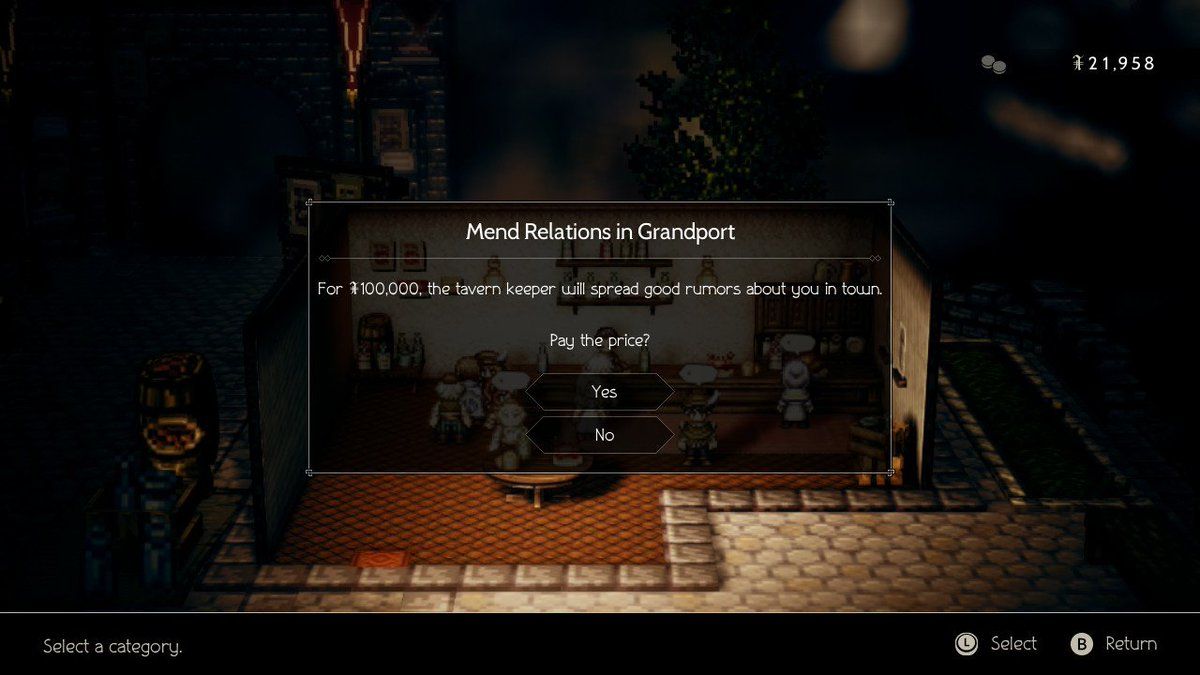 21,958
Mend Relations in Grandport
For 100,000, the tavern keeper will spread good rumors about you in town.
Pay the price?
Yes
No
Select a category.
L Select B Return